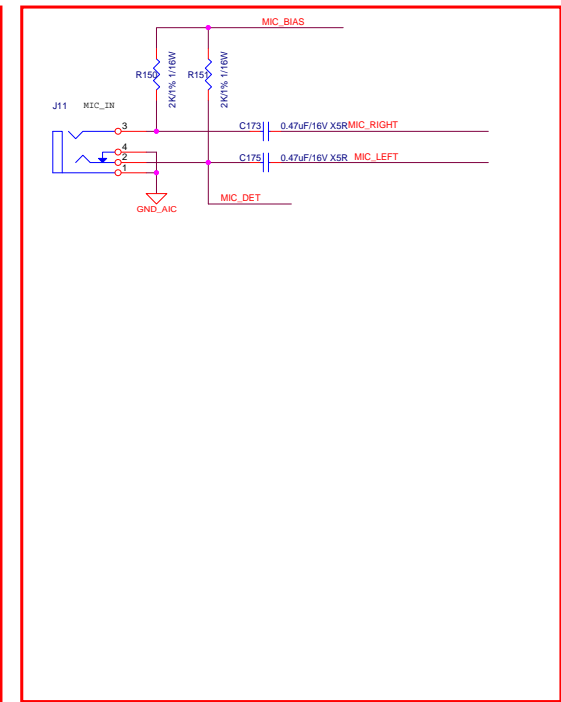 MIC_BIAS
R150
2K/1% 1/16W
R151
2K/1% 1/16W
J11
MIC_IN
3
C173
0.47uF/16V X5R
MIC_RIGHT
4
2
C175
0.47uF/16V X5R
MIC_LEFT
1
MIC_DET
GND_AIC